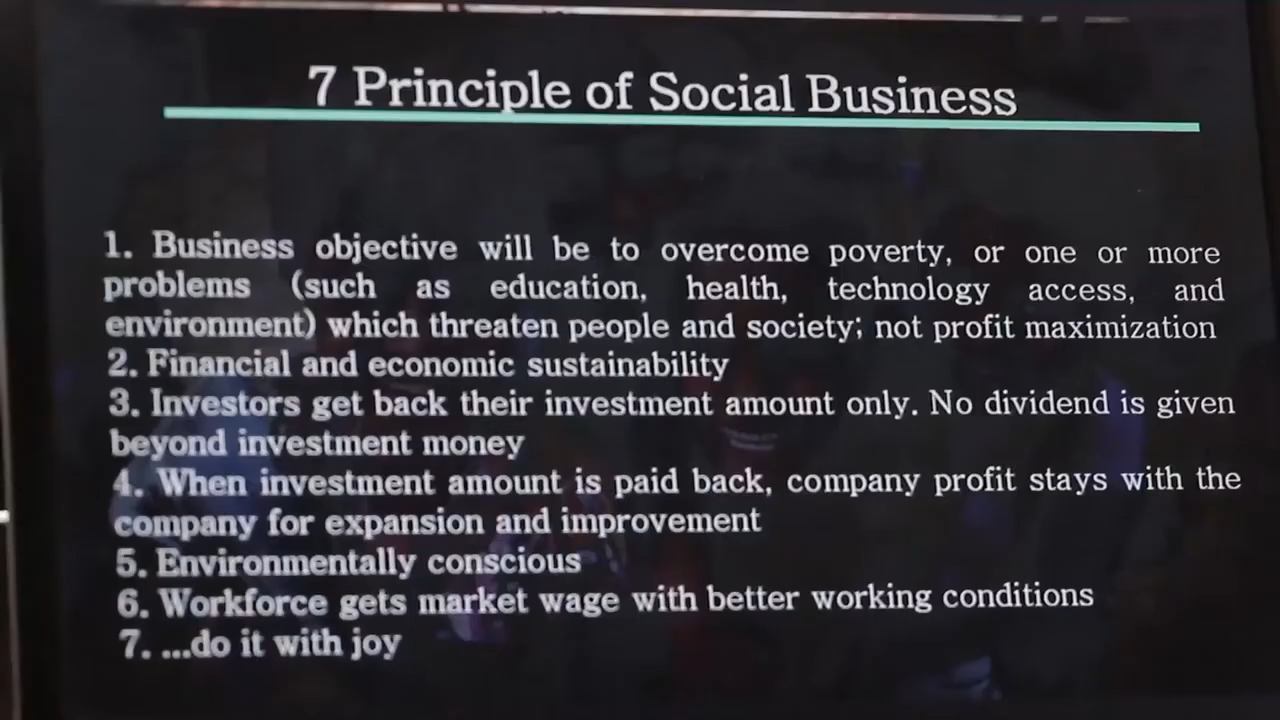 7 Principle of Social Business
1. Business objective will be to overcome poverty, or one or more
problems (such as education, health, technology access, and
environment) which threaten people and society; not profit maximization
2. Financial and economic sustainability
3. Investors get back their investment amount only. No dividend is given
beyond investment money
4. When investment amount is paid back, company profit stays with the
company for expansion and improvement
5. Environmentally conscious
6. Workforce gets market wage with better working conditions
7. ...do it with joy